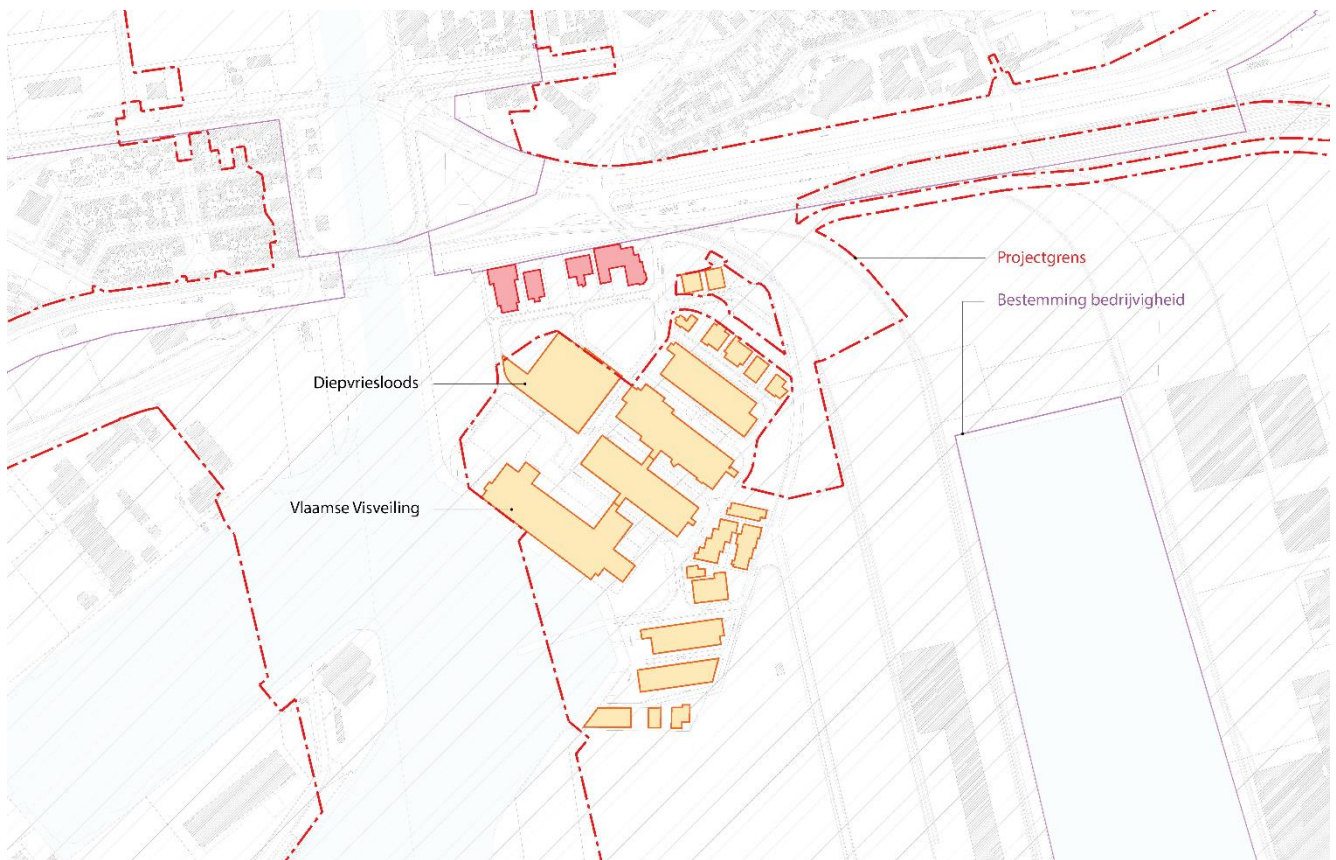 Projectgrens
Bestemming bedrijvigheid
Diepvriesloods
Vlaamse Visveiling